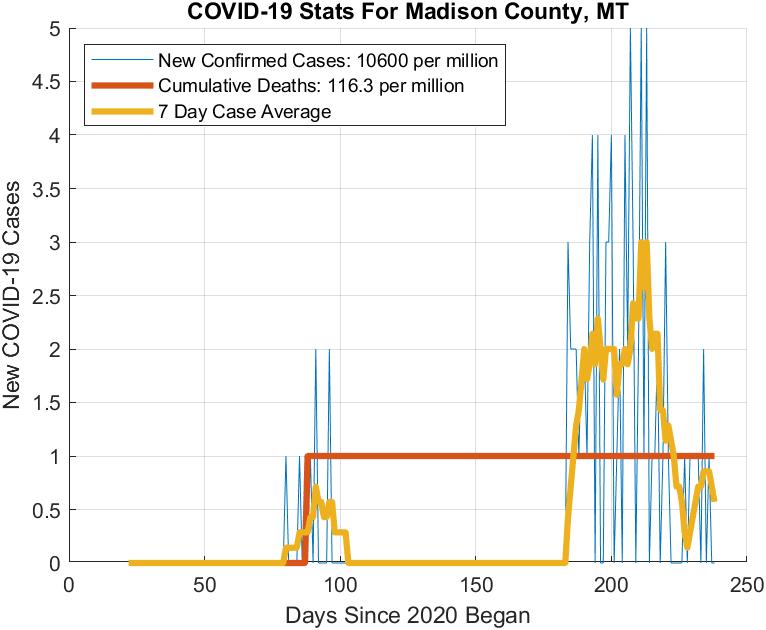 COVID-19 Stats For Madison County, MT
New Confirmed Cases: 10600 per million
Cumulative Deaths: 116.3 per million
7 Day Case Average
New COVID-19 Cases
5
4.5
4
3.5
3
2.5
2
1.5
1
0.5
0
0 50 100 150 200 250
Days Since 2020 Began